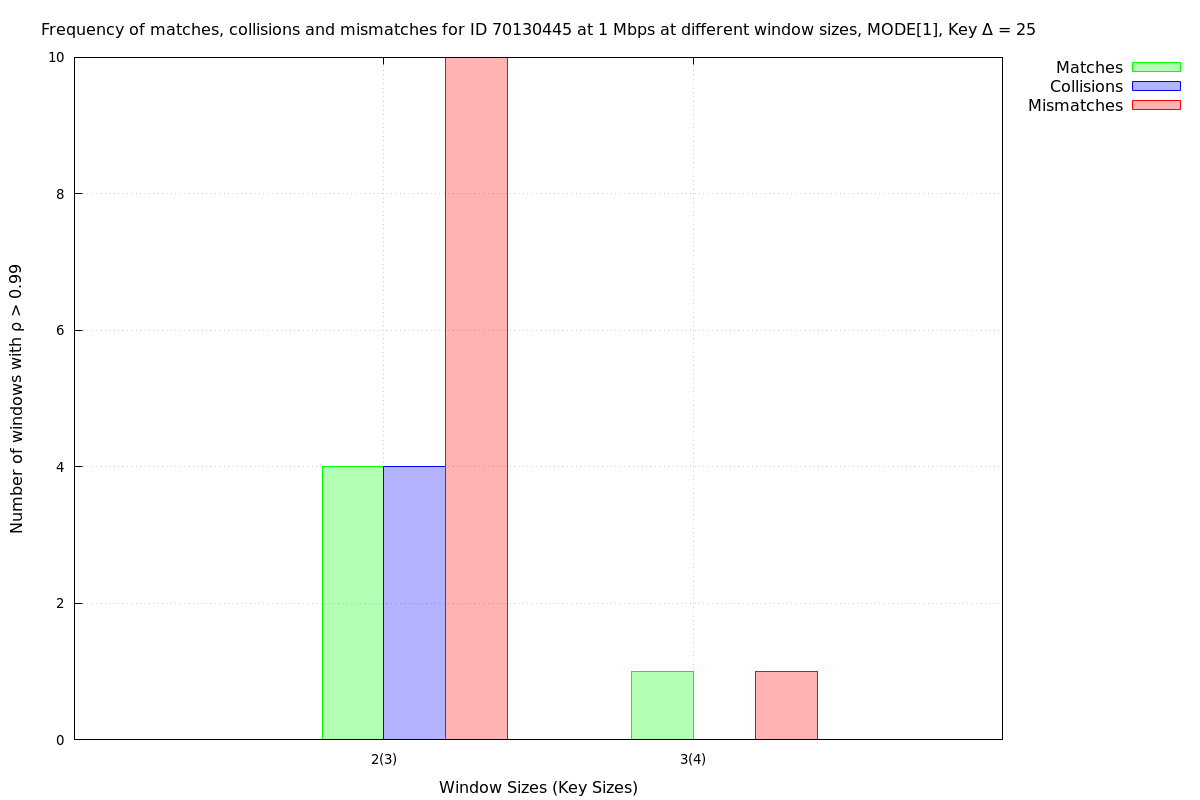 Frequency of matches, collisions and mismatches for ID 70130445 at 1 Mbps at different window sizes, MODE[1], Key Δ = 25
Matches
Collisions
Mismatches
Number of windows with ρ > 0.99
10
8
6
4
2
0
2(3)
3(4)
Window Sizes (Key Sizes)